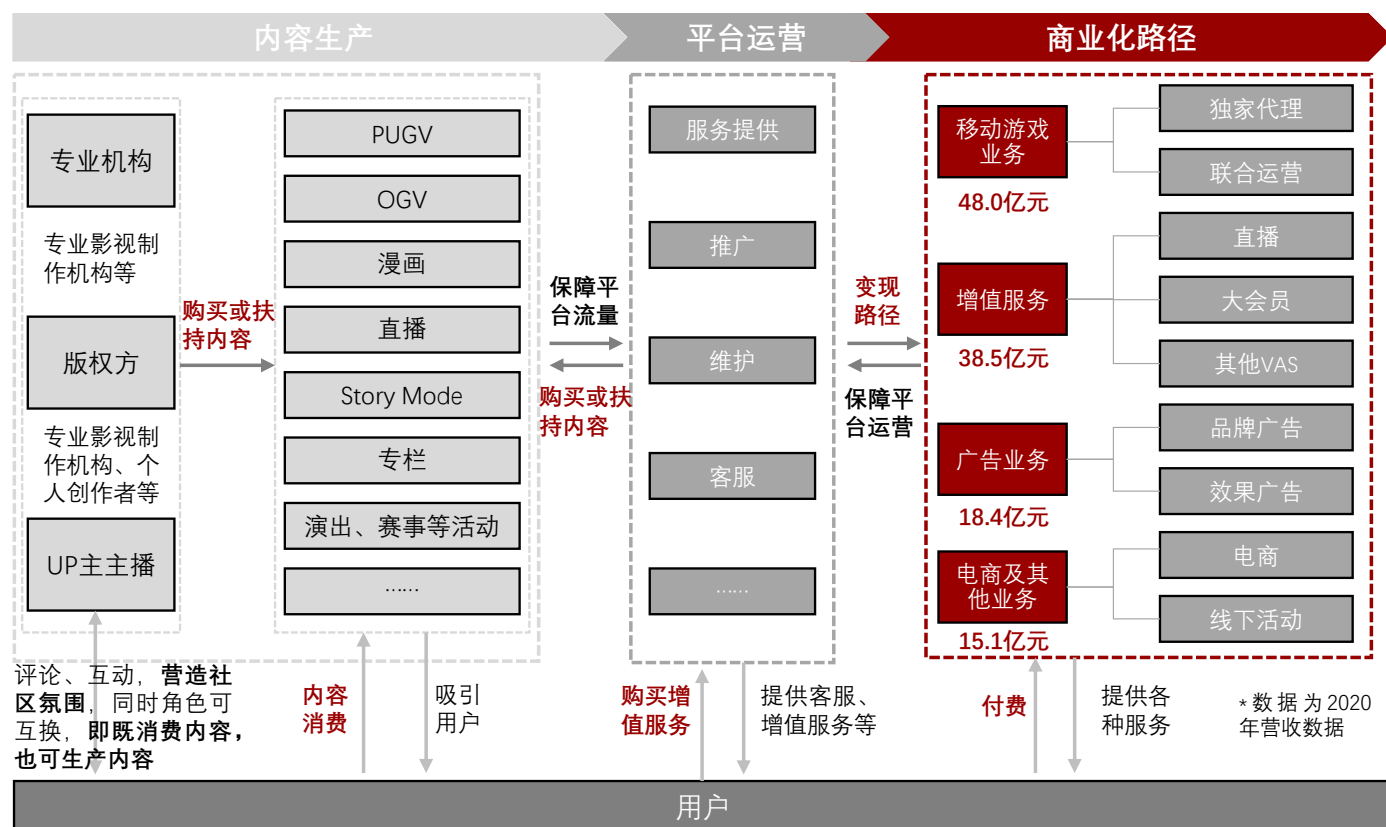 内容生产
平台运营
商业化路径
专业机构
专业影视制
作机构等
版权方
专业影视制
作机构、个
人创作者等
UP主主播
购买或扶
持内容
PUGV
OGV
漫画
直播
Story Mode
专栏
演出、赛事等活动
……
保障平
台流量
购买或扶
持内容
服务提供
推广
维护
客服
……
变现
路径
保障平
台运营
移动游戏
业务
48.0亿元
独家代理
联合运营
增值服务
38.5亿元
直播
大会员
其他VAS
广告业务
18.4亿元
品牌广告
效果广告
电商及其
他业务
15.1亿元
电商
线下活动
评论、互动，营造社
区氛围，同时角色可
互换，即既消费内容，
也可生产内容
内容
消费
吸引
用户
购买增
值服务
提供客服、
增值服务等
付费
提供各
种服务
*数据为2020
年营收数据
用户